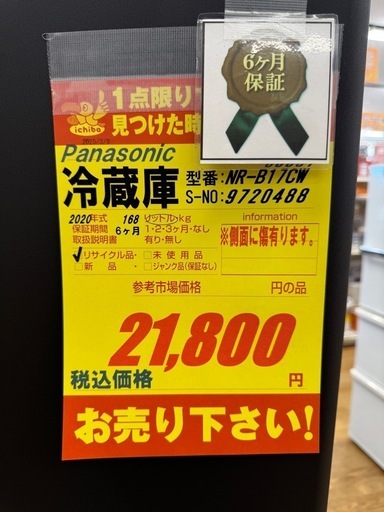 6ヶ月
保証
1点限り
見つけた時
ichiba
Panasonic
冷蔵庫 型番:NR-B17CW
S-NO:9720488
2020年式 168 リットル・kg
保証期間 6ヶ月 1・2・3ヶ月・なし
取扱説明書 有り・無し
information
※側面に傷有ります。
✓リサイクル品・ □未使用品
□新品・ □ジャンク品(保証なし)
参考市場価格 円の品
21,800
税込価格 円
お売り下さい!